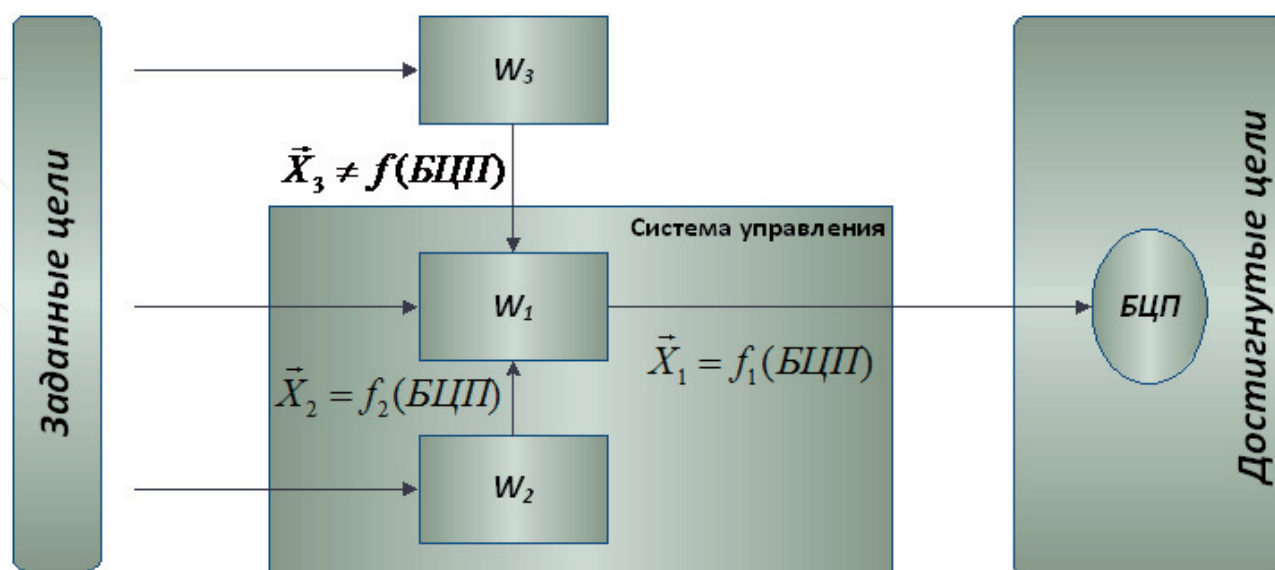 Заданные цели
W₃
X⃗₃ ≠ f(БЦП)
Система управления
W₁
X⃗₁ = f₁(БЦП)
X⃗₂ = f₂(БЦП)
W₂
БЦП
Достигнутые цели